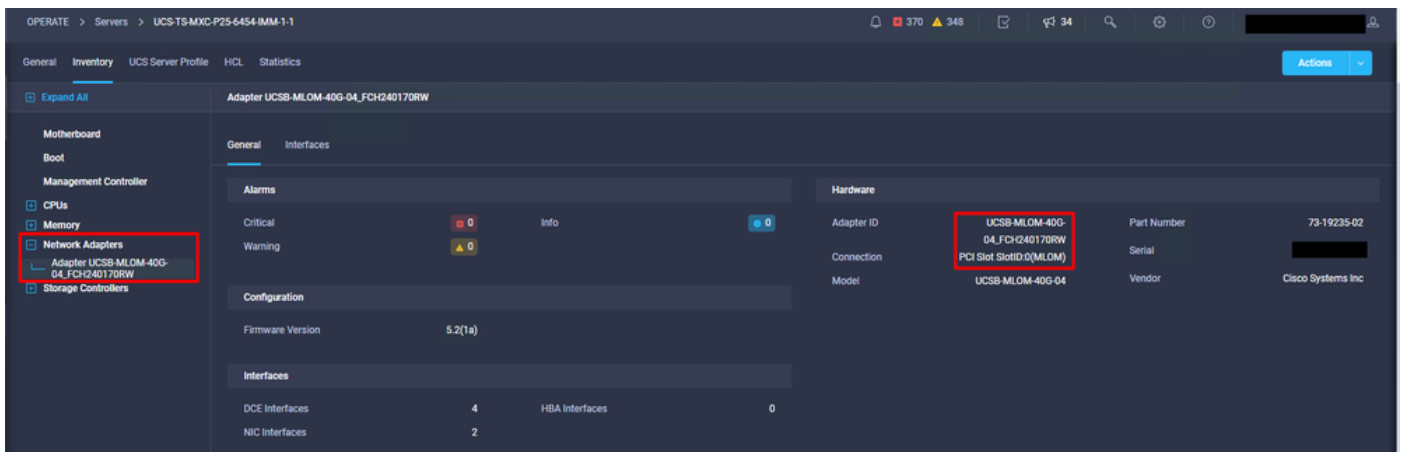 OPERATE > Servers > UCS-TS-MXC-P25-6454-IMM-1-1
370 348 34
General Inventory UCS Server Profile HCL Statistics
Actions
Expand All
Adapter UCSB-MLOM-40G-04_FCH240170RW
Motherboard
Boot
Management Controller
CPUs
Memory
Network Adapters
Adapter UCSB-MLOM-40G-
04_FCH240170RW
Storage Controllers
General Interfaces
Alarms
Critical 0 Info 0
Warning 0
Configuration
Firmware Version 5.2(1a)
Interfaces
DCE Interfaces 4 HBA Interfaces 0
NIC Interfaces 2
Hardware
Adapter ID UCSB-MLOM-40G-
04_FCH240170RW
Part Number 73-19235-02
Connection PCI Slot SlotID:0(MLOM)
Serial
Model UCSB-MLOM-40G-04
Vendor Cisco Systems Inc